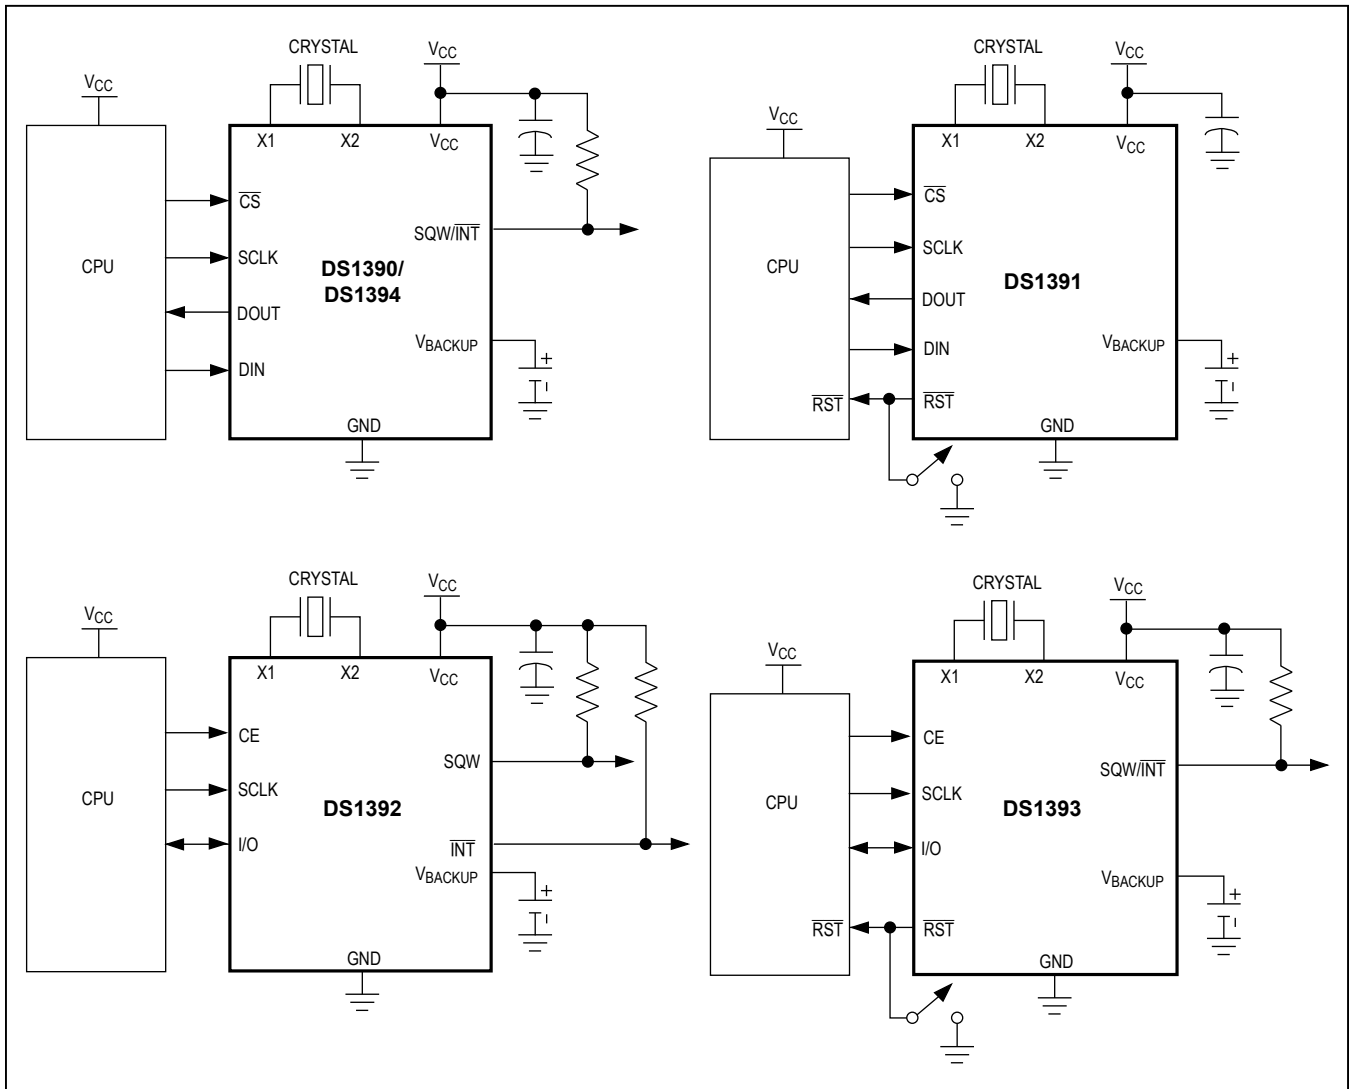 CRYSTAL
VCC
VCC
X1
X2
VCC
CS
SCLK
DOUT
DIN
CPU
DS1390/
DS1394
SQW/INT
VBACKUP
+
GND
CRYSTAL
VCC
VCC
X1
X2
VCC
CS
SCLK
DOUT
DIN
RST
RST
CPU
DS1391
VBACKUP
+
GND
CRYSTAL
VCC
VCC
X1
X2
VCC
CE
SCLK
I/O
CPU
DS1392
SQW
INT
VBACKUP
+
GND
CRYSTAL
VCC
VCC
X1
X2
VCC
CE
SCLK
I/O
RST
RST
CPU
DS1393
SQW/INT
VBACKUP
+
GND